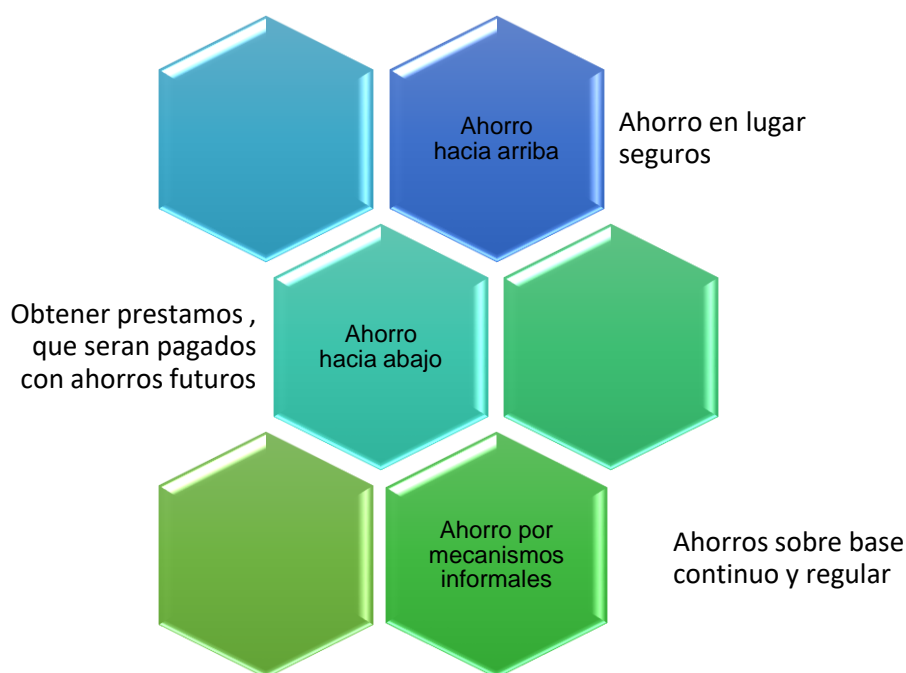 Ahorro
hacia arriba
Ahorro en lugar
seguros
Obtener prestamos ,
que seran pagados
con ahorros futuros
Ahorro
hacia abajo
Ahorro por
mecanismos
informales
Ahorros sobre base
continuo y regular